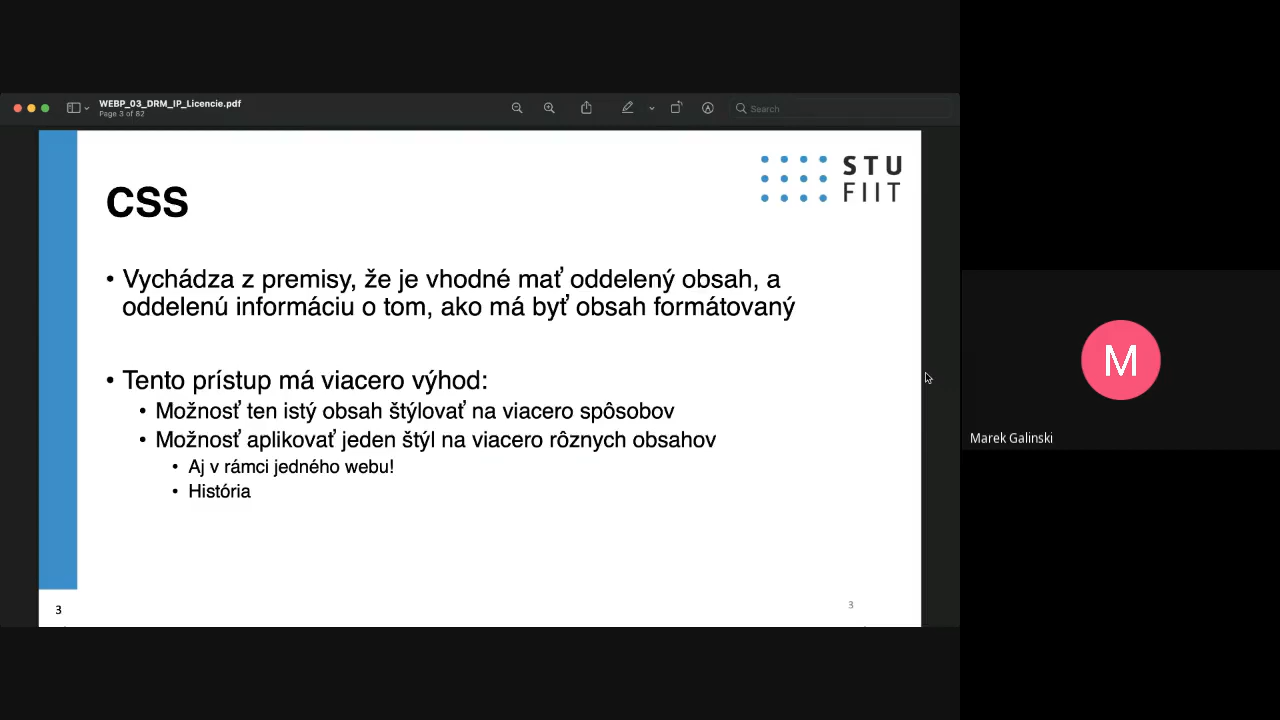 WEBP_03_DRM_IP_Licencie.pdf
Page 3 of 82
Search
STU
FIIT
CSS
• Vychádza z premisy, že je vhodné mať oddelený obsah, a
oddelenú informáciu o tom, ako má byť obsah formátovaný
• Tento prístup má viacero výhod:
• Možnosť ten istý obsah štýlovať na viacero spôsobov
• Možnosť aplikovať jeden štýl na viacero rôznych obsahov
• Aj v rámci jedného webu!
• História
3
3
M
Marek Galinski